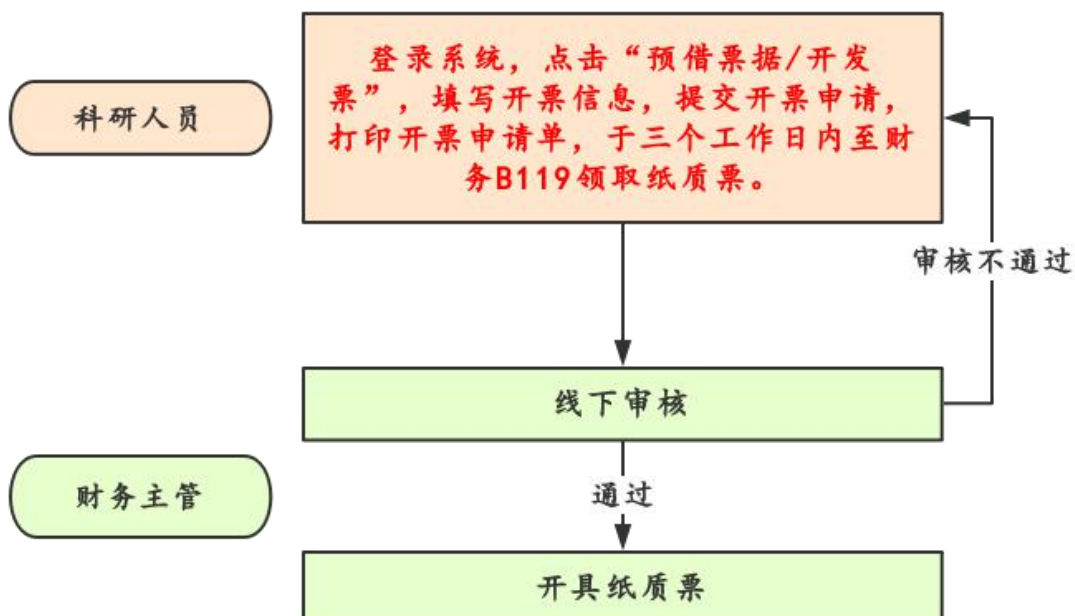 科研人员
登录系统，点击“预借票据/开发
票”，填写开票信息，提交开票申请，
打印开票申请单，于三个工作日内至财
务B119领取纸质票。
审核不通过
线下审核
财务主管
通过
开具纸质票